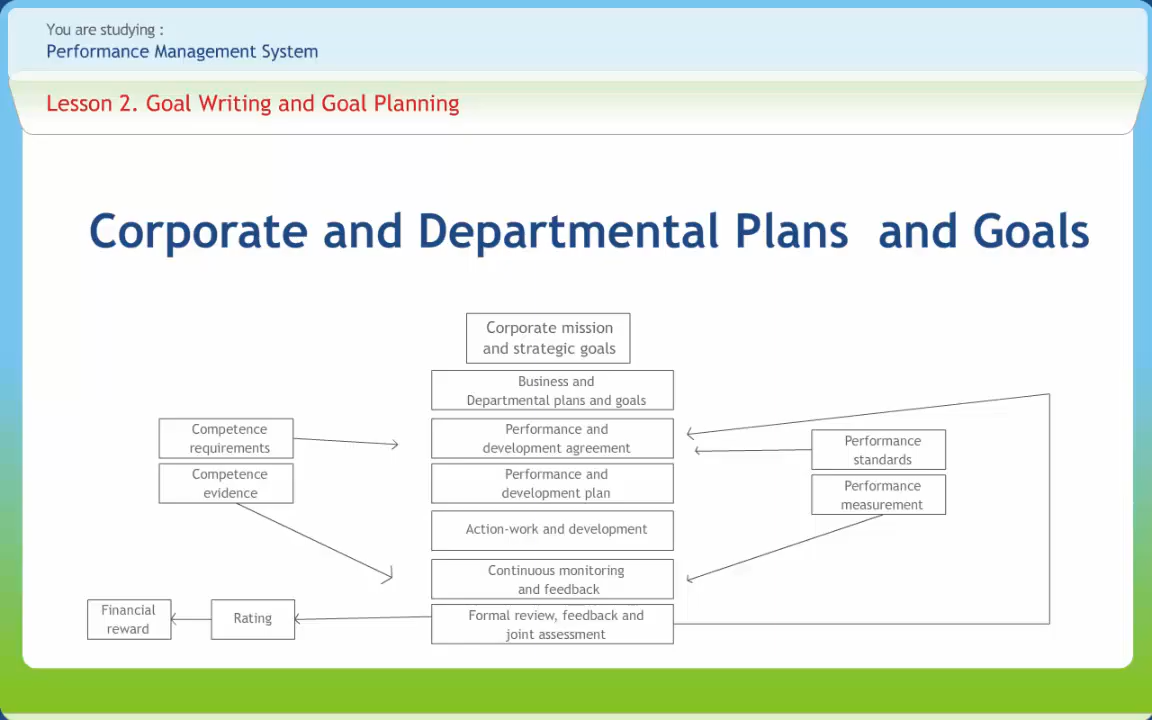 You are studying :
Performance Management System
Lesson 2. Goal Writing and Goal Planning
Corporate and Departmental Plans and Goals
Corporate mission
and strategic goals
Business and
Departmental plans and goals
Competence
requirements
Performance and
development agreement
Performance
standards
Competence
evidence
Performance and
development plan
Performance
measurement
Action-work and development
Continuous monitoring
and feedback
Financial
reward
Rating
Formal review, feedback and
joint assessment